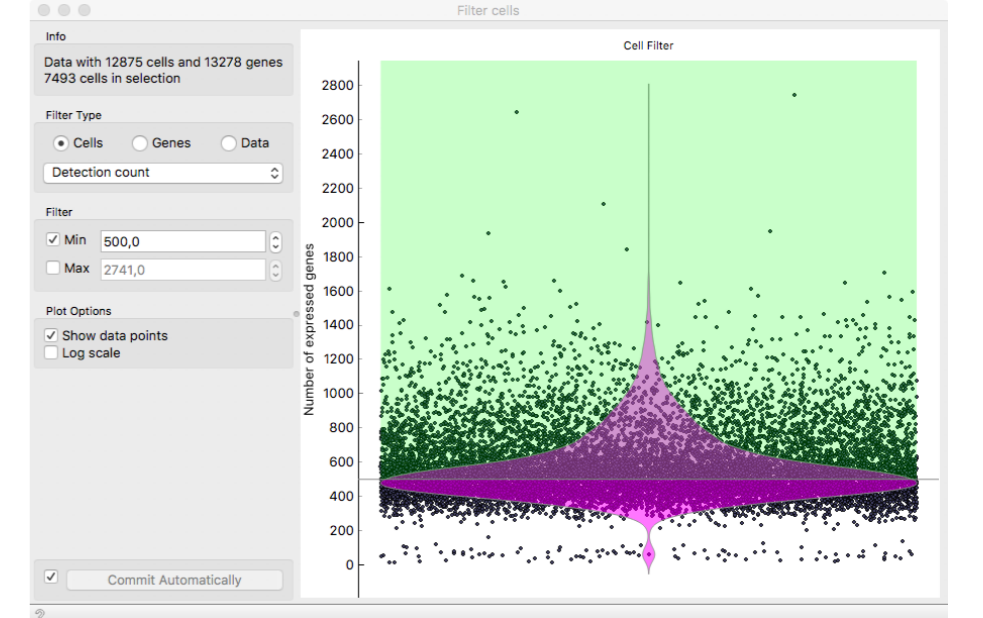 Filter cells
Info
Data with 12875 cells and 13278 genes
7493 cells in selection
Filter Type
Cells
Genes
Data
Detection count
Filter
Min
500,0
Max
2741,0
Plot Options
Show data points
Log scale
Commit Automatically
Cell Filter
Number of expressed genes
2800
2600
2400
2200
2000
1800
1600
1400
1200
1000
800
600
400
200
0
?